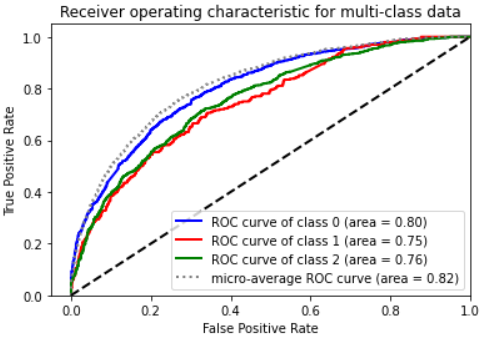 Receiver operating characteristic for multi-class data
True Positive Rate
1.0
0.8
0.6
0.4
0.2
0.0
ROC curve of class 0 (area = 0.80)
ROC curve of class 1 (area = 0.75)
ROC curve of class 2 (area = 0.76)
micro-average ROC curve (area = 0.82)
0.0 0.2 0.4 0.6 0.8 1.0
False Positive Rate